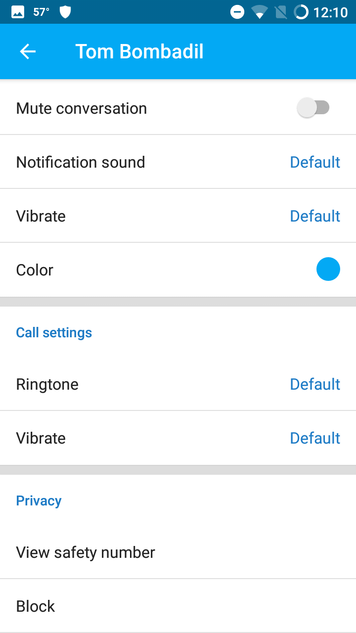 57° 12:10
Tom Bombadil
Mute conversation
Notification sound Default
Vibrate Default
Color
Call settings
Ringtone Default
Vibrate Default
Privacy
View safety number
Block